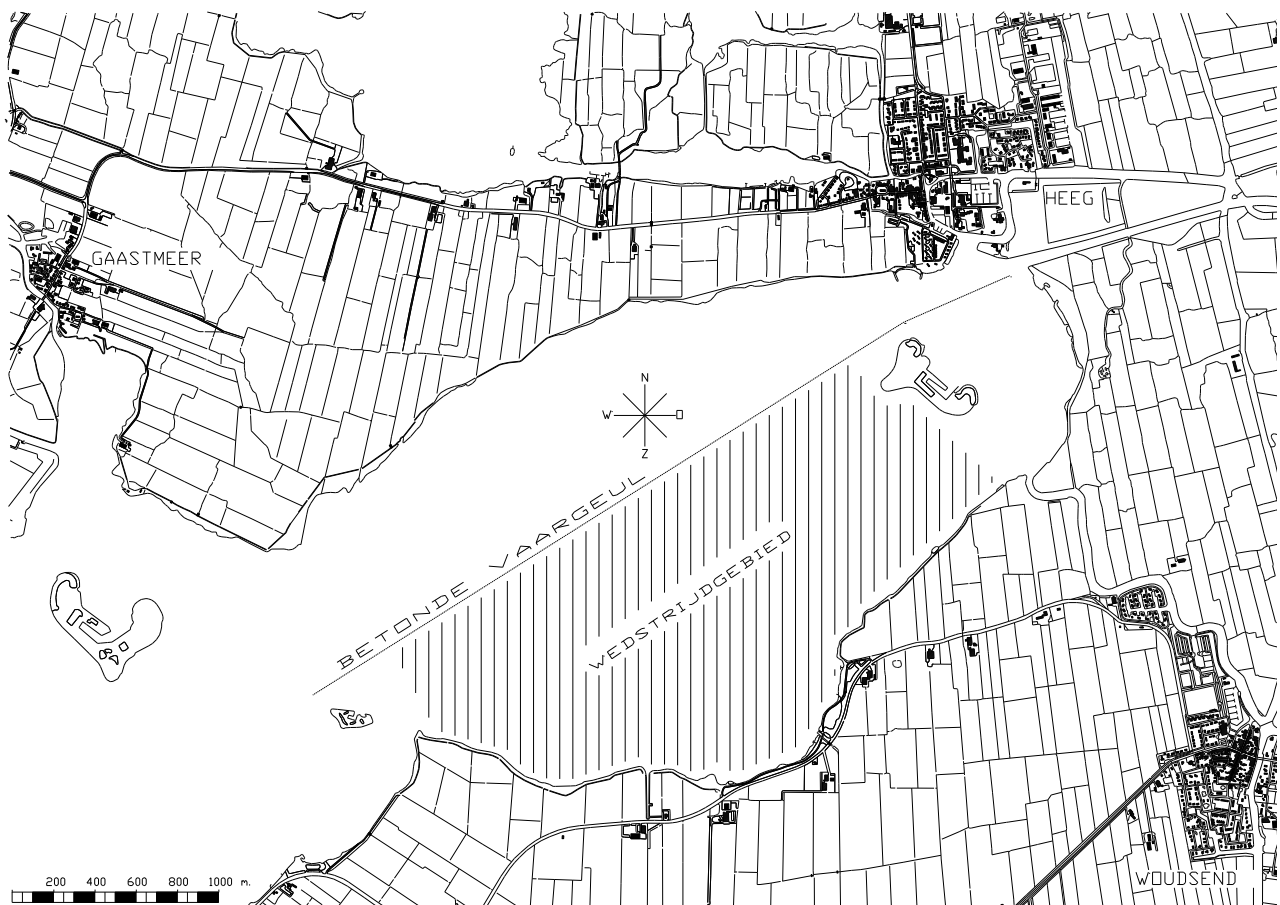 HEEG
GAASTMEER
N
W O
Z
BETONDE VAARGEUL
WEDSTRIJDGEBIED
WOUDSEND
200 400 600 800 1000 m.